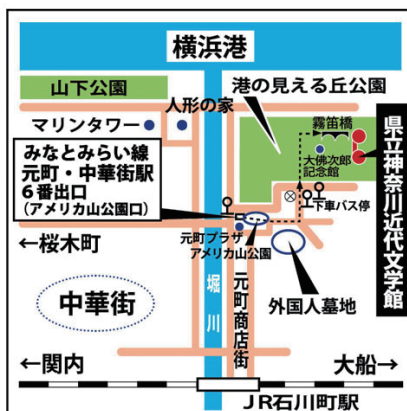 横浜港
山下公園
港の見える丘公園
人形の家
マリンタワー
霧笛橋
大佛次郎
記念館
県立神奈川近代文学館
みなとみらい線
元町・中華街駅
6番出口
（アメリカ山公園口）
下車バス停
元町プラザ
アメリカ山公園
←桜木町
外国人墓地
中華街
堀川
元町商店街
←関内
大船→
JR石川町駅